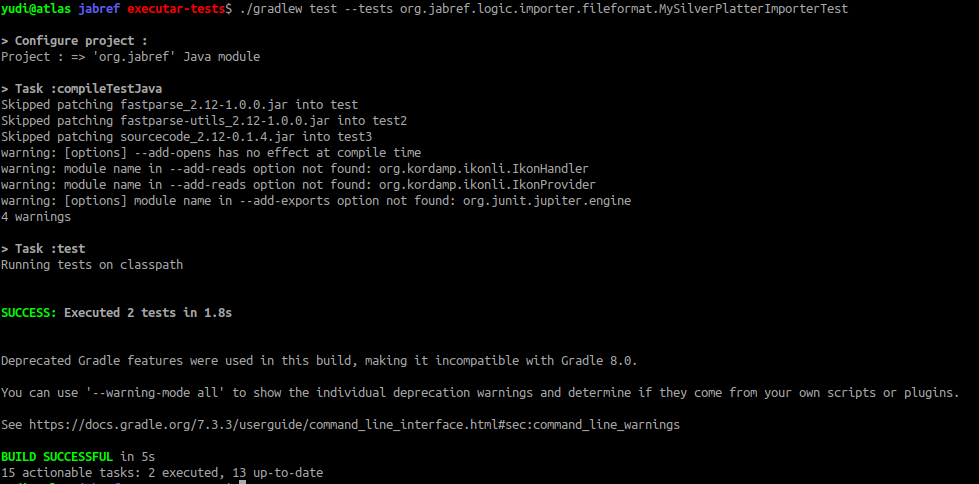 yudi@atlas jabref executar-tests$ ./gradlew test --tests org.jabref.logic.importer.fileformat.MySilverPlatterImporterTest
> Configure project :
Project : => 'org.jabref' Java module
> Task :compileTestJava
Skipped patching fastparse_2.12-1.0.0.jar into test
Skipped patching fastparse-utils_2.12-1.0.0.jar into test2
Skipped patching sourcecode_2.12-0.1.4.jar into test3
warning: [options] --add-opens has no effect at compile time
warning: module name in --add-reads option not found: org.kordamp.ikonli.IkonHandler
warning: module name in --add-reads option not found: org.kordamp.ikonli.IkonProvider
warning: [options] module name in --add-exports option not found: org.junit.jupiter.engine
4 warnings
> Task :test
Running tests on classpath
SUCCESS: Executed 2 tests in 1.8s
Deprecated Gradle features were used in this build, making it incompatible with Gradle 8.0.
You can use '--warning-mode all' to show the individual deprecation warnings and determine if they come from your own scripts or plugins.
See https://docs.gradle.org/7.3.3/userguide/command_line_interface.html#sec:command_line_warnings
BUILD SUCCESSFUL in 5s
15 actionable tasks: 2 executed, 13 up-to-date